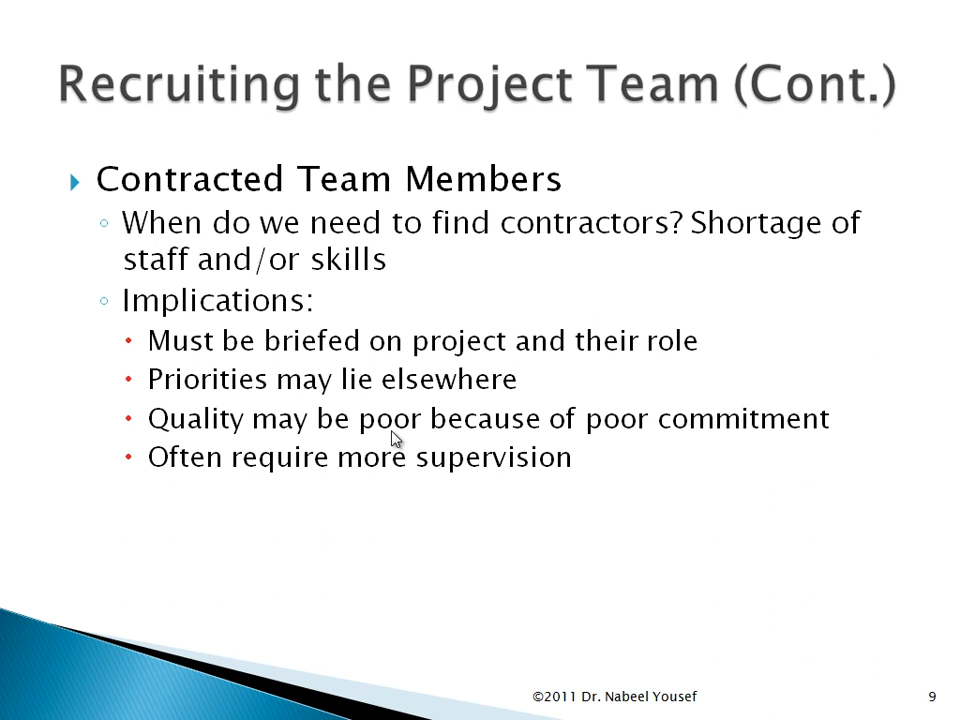 Recruiting the Project Team (Cont.)
Contracted Team Members
When do we need to find contractors? Shortage of
staff and/or skills
Implications:
Must be briefed on project and their role
Priorities may lie elsewhere
Quality may be poor because of poor commitment
Often require more supervision
©2011 Dr. Nabeel Yousef
9